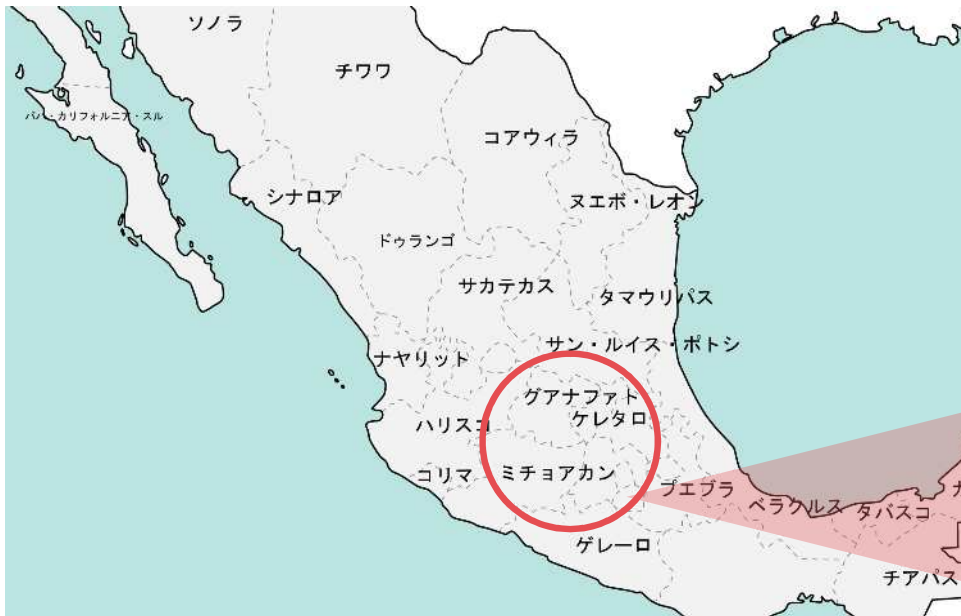 ソノラ
チワワ
コアウィラ
ババ・カリフォルニア・スル
シナロア
ヌエボ・レオン
ドゥランゴ
サカテカス
タマウリパス
サン・ルイス・ポトシ
ナヤリット
グアナファト
ケレタロ
ハリスコ
コリマ
ミチョアカン
プエブラ
ベラクルス
タバスコ
ゲレーロ
チアパス